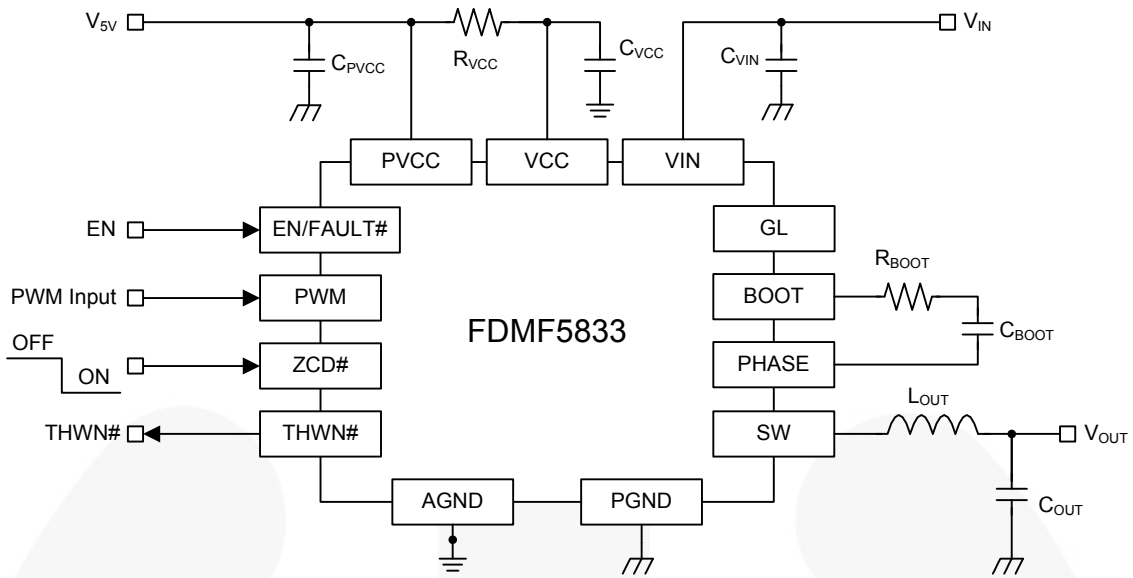 V5V
RVCC
CVCC
CVIN
VIN
CPVCC
PVCC
VCC
VIN
EN
EN/FAULT#
GL
RBOOT
PWM Input
PWM
BOOT
CBOOT
FDMF5833
OFF
ON
ZCD#
PHASE
LOUT
THWN#
THWN#
SW
VOUT
AGND
PGND
COUT